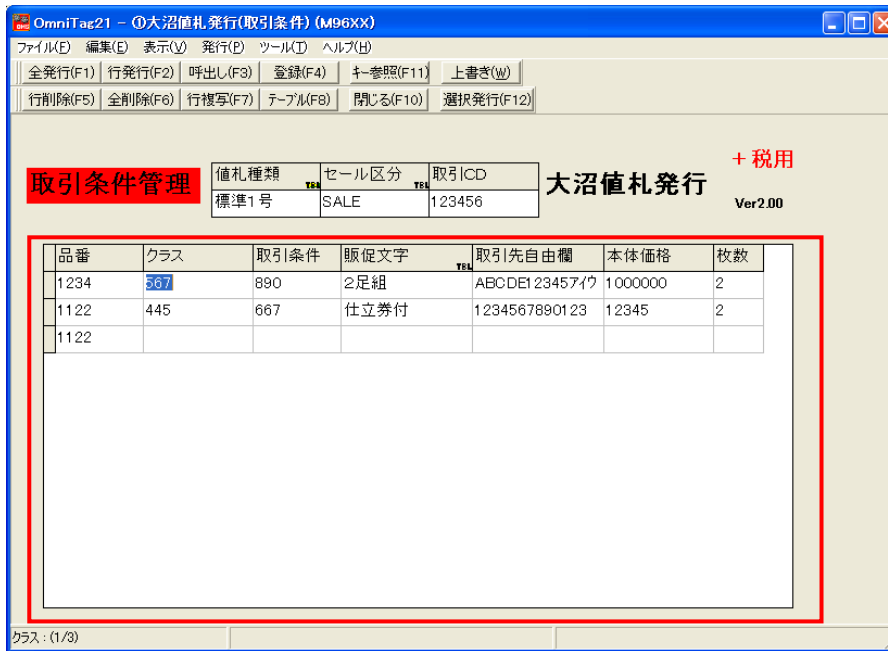 OmniTag21 - ①大沼値札発行(取引条件) (M96XX)
ファイル(F) 編集(E) 表示(V) 発行(P) ツール(T) ヘルプ(H)
全発行(F1) 行発行(F2) 呼出し(F3) 登録(F4) キー参照(F11) 上書き(W)
行削除(F5) 全削除(F6) 行複写(F7) テーブル(F8) 閉じる(F10) 選択発行(F12)
+税用
取引条件管理 値札種類 TBL セール区分 TBL 取引CD 大沼値札発行
標準1号 SALE 123456 Ver2.00
品番 クラス 取引条件 販促文字 TBL 取引先自由欄 本体価格 枚数
1234 567 890 2足組 ABCDE12345アイウ 1000000 2
1122 445 667 仕立券付 1234567890123 12345 2
1122
クラス : (1/3)